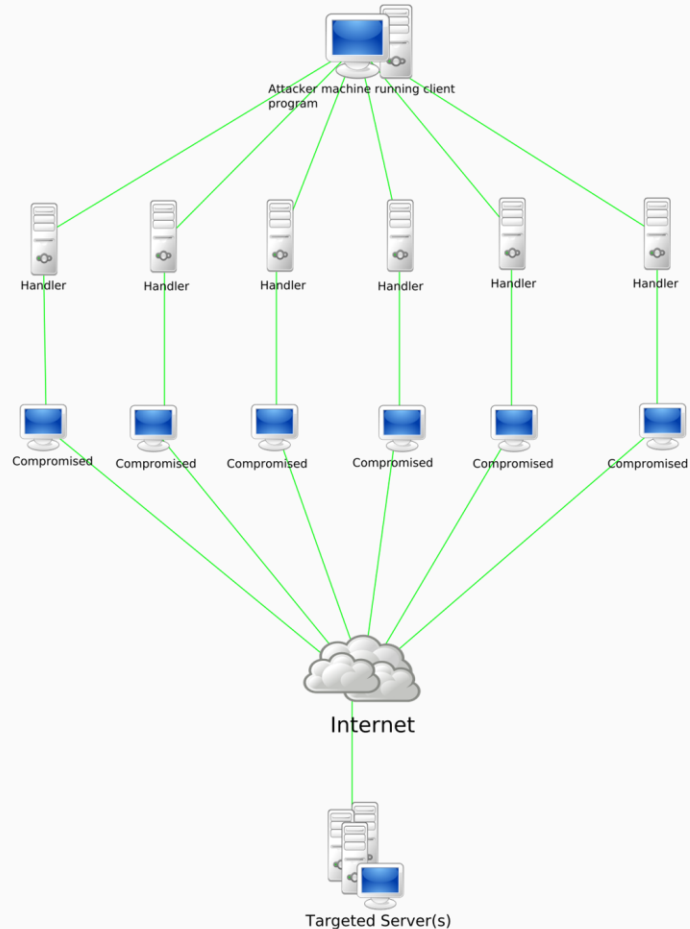 Attacker machine running client
program
Handler
Handler
Handler
Handler
Handler
Handler
Compromised
Compromised
Compromised
Compromised
Compromised
Compromised
Internet
Targeted Server(s)